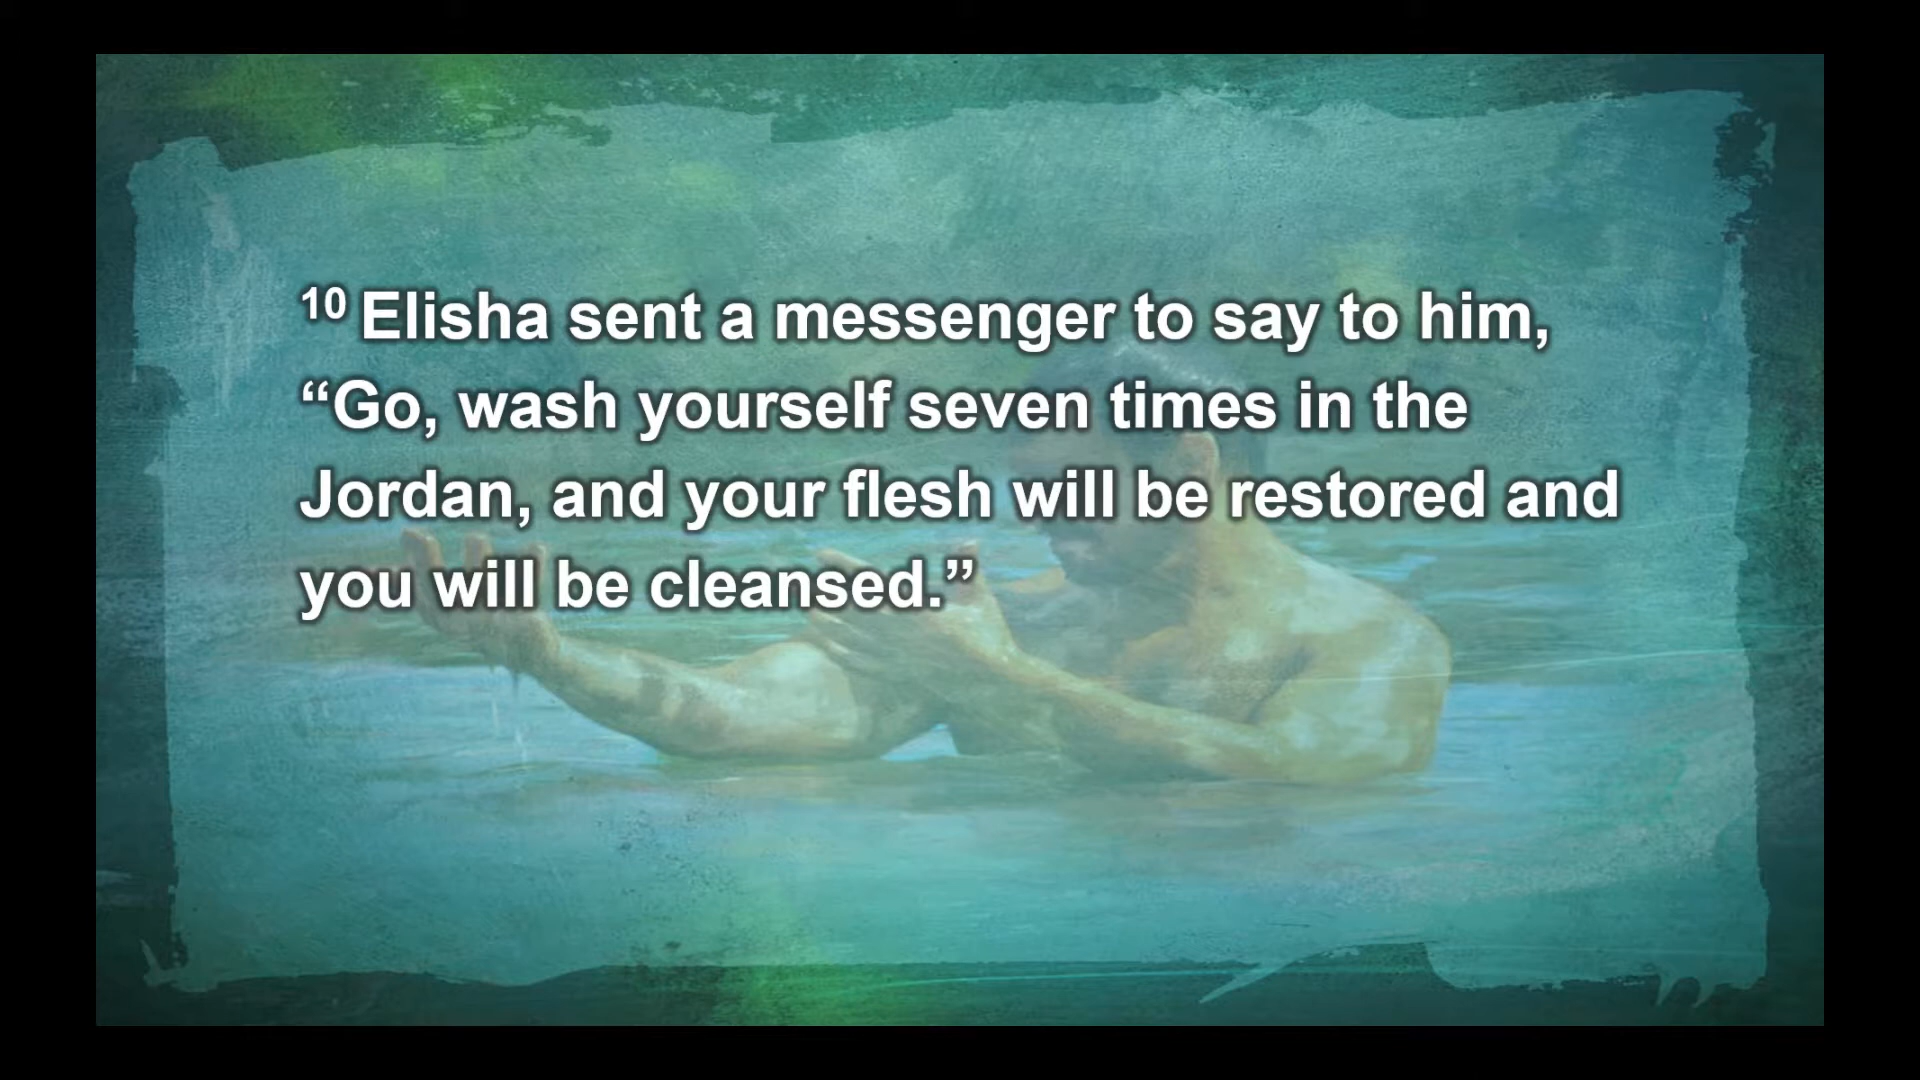 10 Elisha sent a messenger to say to him,
“Go, wash yourself seven times in the
Jordan, and your flesh will be restored and
you will be cleansed.”